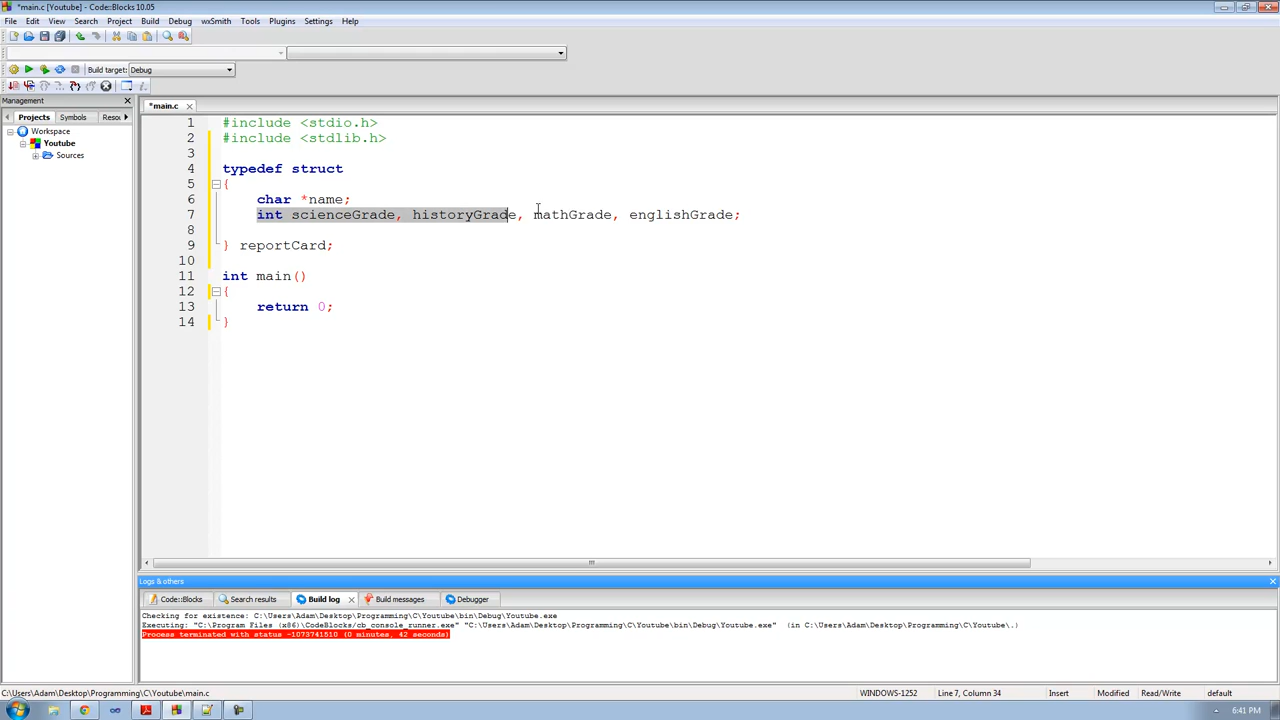 *main.c [Youtube] - Code::Blocks 10.05
File Edit View Search Project Build Debug wxSmith Tools Plugins Settings Help
Build target: Debug
Management
*main.c
Projects Symbols Resou
Workspace
Youtube
Sources
1 #include <stdio.h>
2 #include <stdlib.h>
3
4 typedef struct
5 {
6 char *name;
7 int scienceGrade, historyGrade, mathGrade, englishGrade;
8
9 } reportCard;
10
11 int main()
12 {
13 return 0;
14 }
Logs & others
Code::Blocks Search results Build log Build messages Debugger
Checking for existence: C:\Users\Adam\Desktop\Programming\C\Youtube\bin\Debug\Youtube.exe
Executing: "C:\Program Files (x86)\CodeBlocks/cb_console_runner.exe" "C:\Users\Adam\Desktop\Programming\C\Youtube\bin\Debug\Youtube.exe" (in C:\Users\Adam\Desktop\Programming\C\Youtube\.)
Process terminated with status -1073741510 (0 minutes, 42 seconds)
C:\Users\Adam\Desktop\Programming\C\Youtube\main.c WINDOWS-1252 Line 7, Column 34 Insert Modified Read/Write default
6:41 PM